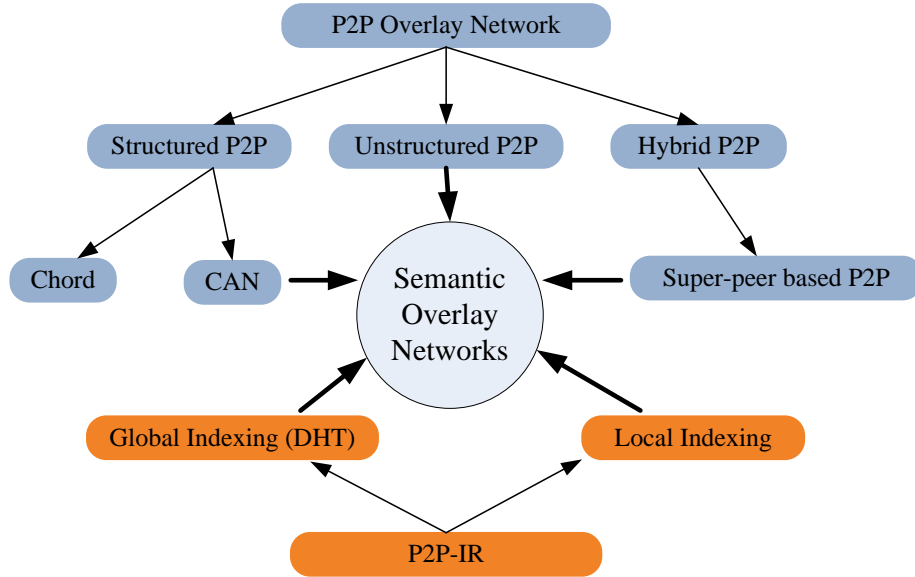 P2P Overlay Network
Structured P2P
Unstructured P2P
Hybrid P2P
Chord
CAN
Semantic
Overlay
Networks
Super-peer based P2P
Global Indexing (DHT)
Local Indexing
P2P-IR